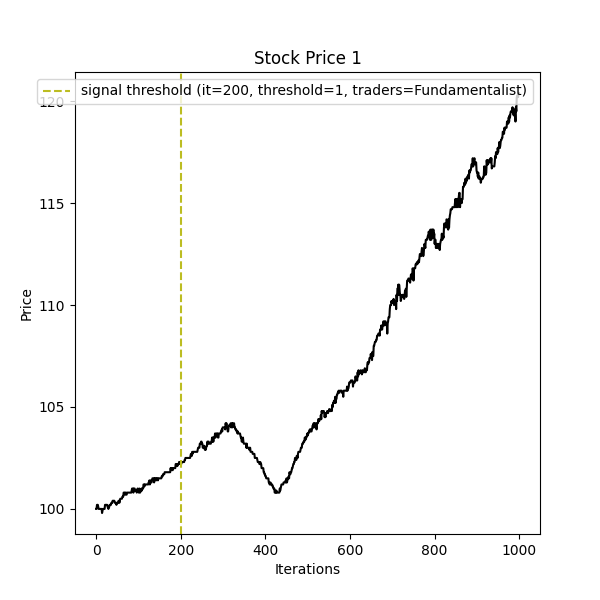 Stock Price 1
signal threshold (it=200, threshold=1, traders=Fundamentalist)
120
115
110
105
100
Price
0 200 400 600 800 1000
Iterations